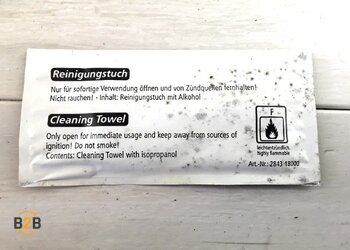 Reinigungstuch
Nur für sofortige Verwendung öffnen und von Zündquellen fernhalten!
Nicht rauchen! · Inhalt: Reinigungstuch mit Alkohol
Cleaning Towel
Only open for immediate usage and keep away from sources of
ignition! Do not smoke!
Contents: Cleaning Towel with isopropanol
F
leichtentzündlich
highly flammable
Art.-Nr.: 2843 18000
B2B